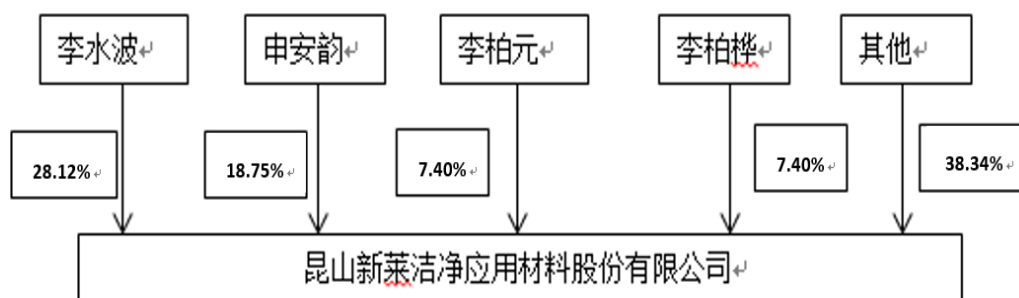 李水波
申安韵
李柏元
李柏桦
其他
28.12%
18.75%
7.40%
7.40%
38.34%
昆山新莱洁净应用材料股份有限公司